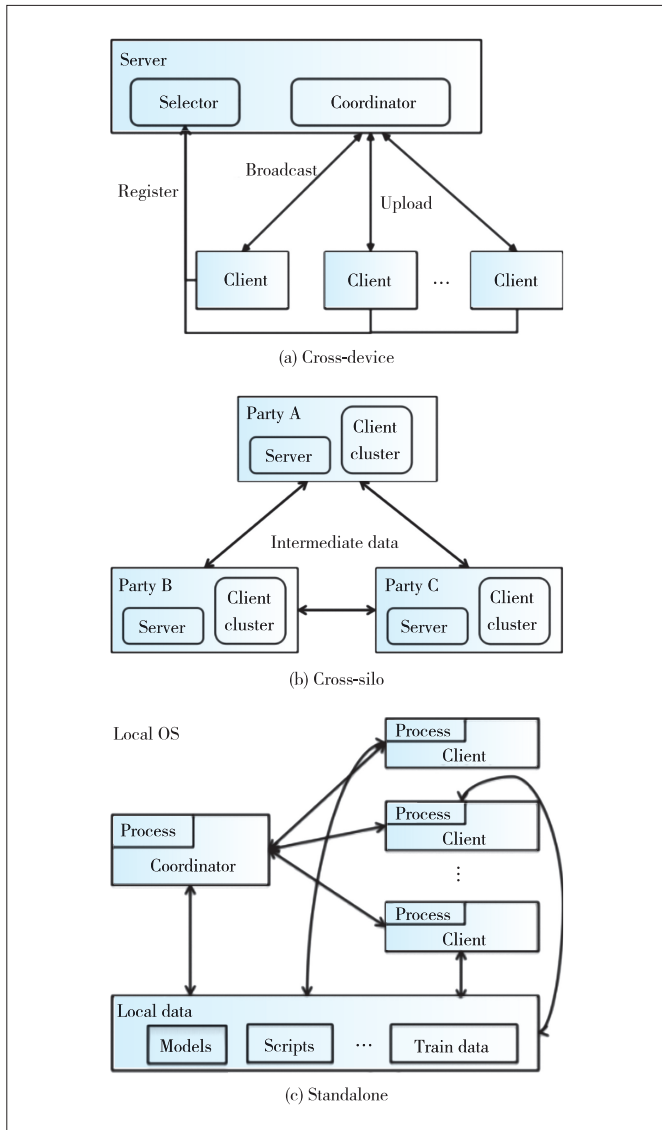 Server
Selector
Coordinator
Broadcast
Register
Upload
Client
Client
...
Client
(a) Cross-device
Party A
Client
cluster
Server
Intermediate data
Party B
Client
cluster
Server
Party C
Client
cluster
Server
(b) Cross-silo
Local OS
Process
Client
Process
Coordinator
Process
Client
⋮
Process
Client
Local data
Models
Scripts
...
Train data
(c) Standalone